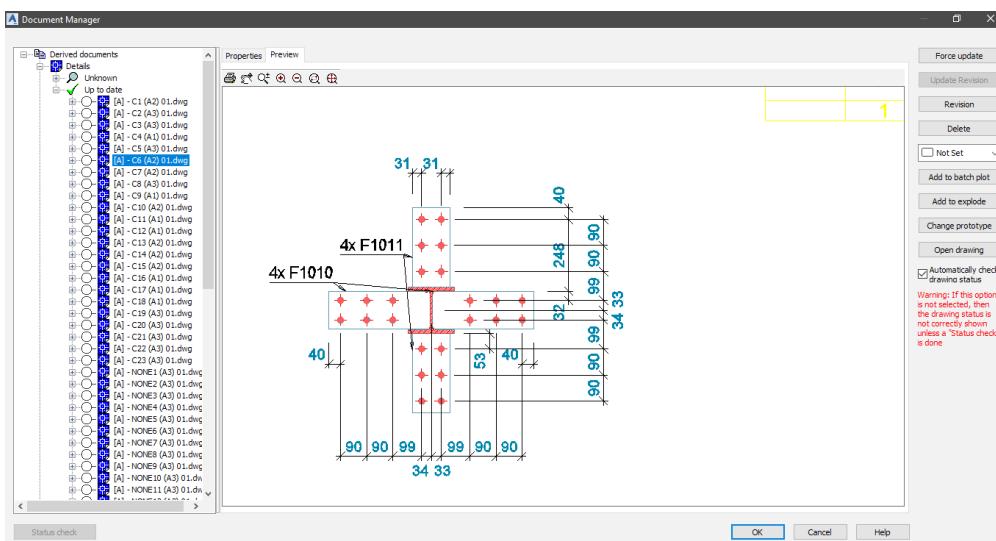 Document Manager
Derived documents
Details
Unknown
Up to date
[A] - C1 (A2) 01.dwg
[A] - C2 (A3) 01.dwg
[A] - C3 (A3) 01.dwg
[A] - C4 (A1) 01.dwg
[A] - C5 (A3) 01.dwg
[A] - C6 (A2) 01.dwg
[A] - C7 (A2) 01.dwg
[A] - C8 (A3) 01.dwg
[A] - C9 (A1) 01.dwg
[A] - C10 (A2) 01.dwg
[A] - C11 (A1) 01.dwg
[A] - C12 (A1) 01.dwg
[A] - C13 (A2) 01.dwg
[A] - C14 (A2) 01.dwg
[A] - C15 (A2) 01.dwg
[A] - C16 (A1) 01.dwg
[A] - C17 (A1) 01.dwg
[A] - C18 (A1) 01.dwg
[A] - C19 (A3) 01.dwg
[A] - C20 (A3) 01.dwg
[A] - C21 (A3) 01.dwg
[A] - C22 (A3) 01.dwg
[A] - C23 (A3) 01.dwg
[A] - NONE1 (A3) 01.dwg
[A] - NONE2 (A3) 01.dwg
[A] - NONE3 (A3) 01.dwg
[A] - NONE4 (A3) 01.dwg
[A] - NONE5 (A3) 01.dwg
[A] - NONE6 (A3) 01.dwg
[A] - NONE7 (A3) 01.dwg
[A] - NONE8 (A3) 01.dwg
[A] - NONE9 (A3) 01.dwg
[A] - NONE10 (A3) 01.dw
[A] - NONE11 (A3) 01.dw
Properties Preview
1
31 31
40
4x F1011
90
248
90
4x F1010
99
33
32
34
99
40
53
40
90
90
90 90 99 99 90 90
34 33
Force update
Update Revision
Revision
Delete
Not Set
Add to batch plot
Add to explode
Change prototype
Open drawing
Automatically check
drawing status
Warning: If this option
is not selected, then
the drawing status is
not correctly shown
unless a "Status check
is done
Status check
OK Cancel Help